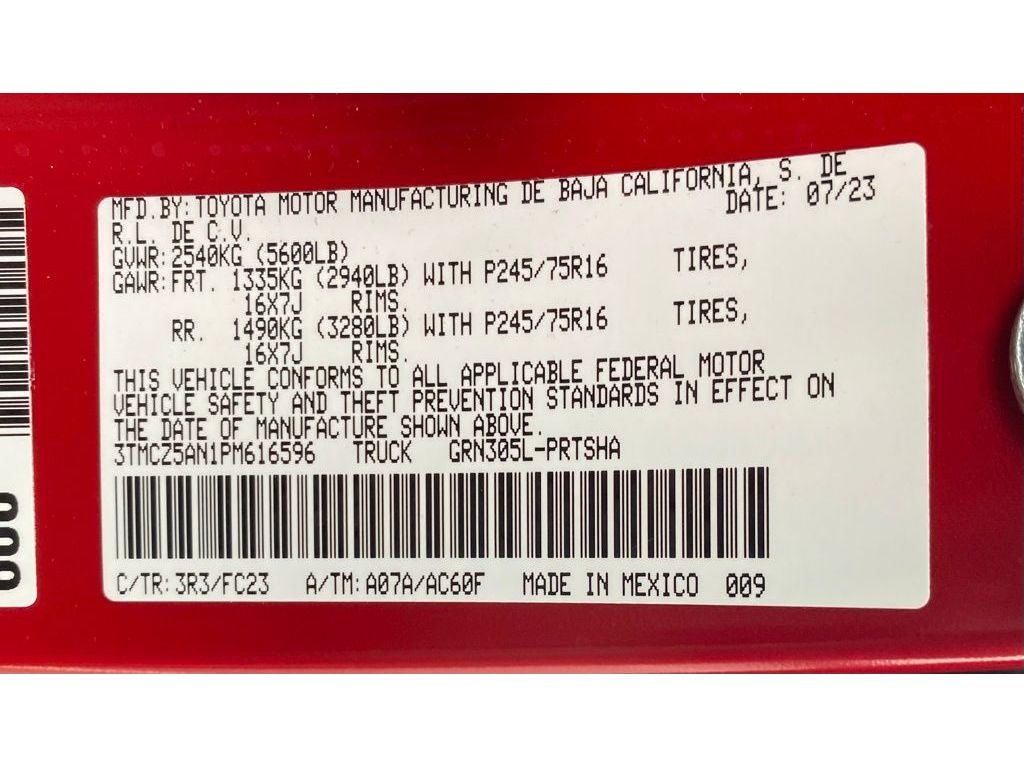 MFD.BY:TOYOTA MOTOR MANUFACTURING DE BAJA CALIFORNIA, S. DE
R.L. DE C.V. DATE: 07/23
GVWR:2540KG (5600LB)
GAWR:FRT. 1335KG (2940LB) WITH P245/75R16 TIRES,
16X7J RIMS.
RR. 1490KG (3280LB) WITH P245/75R16 TIRES,
16X7J RIMS.
THIS VEHICLE CONFORMS TO ALL APPLICABLE FEDERAL MOTOR
VEHICLE SAFETY AND THEFT PREVENTION STANDARDS IN EFFECT ON
THE DATE OF MANUFACTURE SHOWN ABOVE.
3TMCZ5AN1PM616596 TRUCK GRN305L-PRTSHA
C/TR:3R3/FC23 A/TM:A07A/AC60F MADE IN MEXICO 009